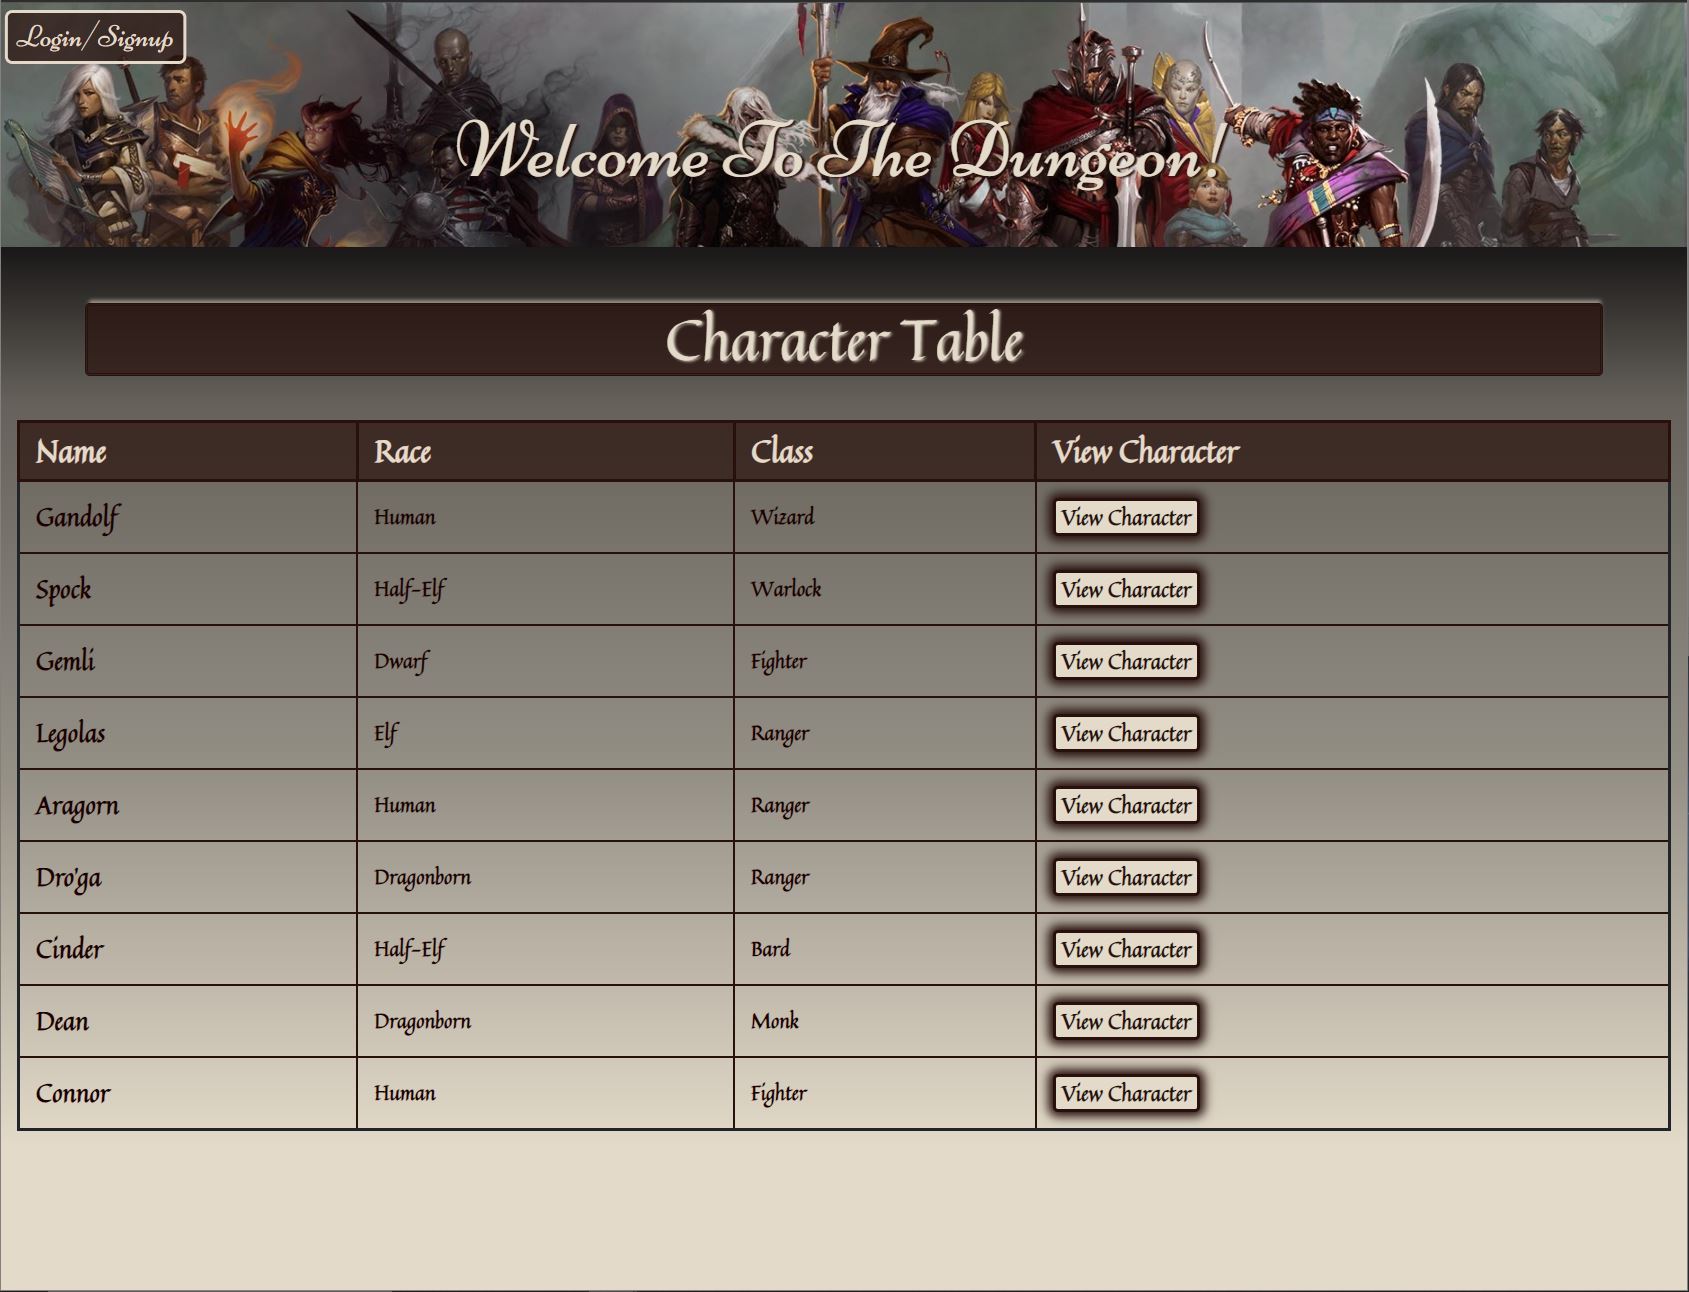 Login/Signup
Welcome To The Dungeon!
Character Table
Name Race Class View Character
Gandolf Human Wizard View Character
Spock Half-Elf Warlock View Character
Gemli Dwarf Fighter View Character
Legolas Elf Ranger View Character
Aragorn Human Ranger View Character
Dro'ga Dragonborn Ranger View Character
Cinder Half-Elf Bard View Character
Dean Dragonborn Monk View Character
Connor Human Fighter View Character